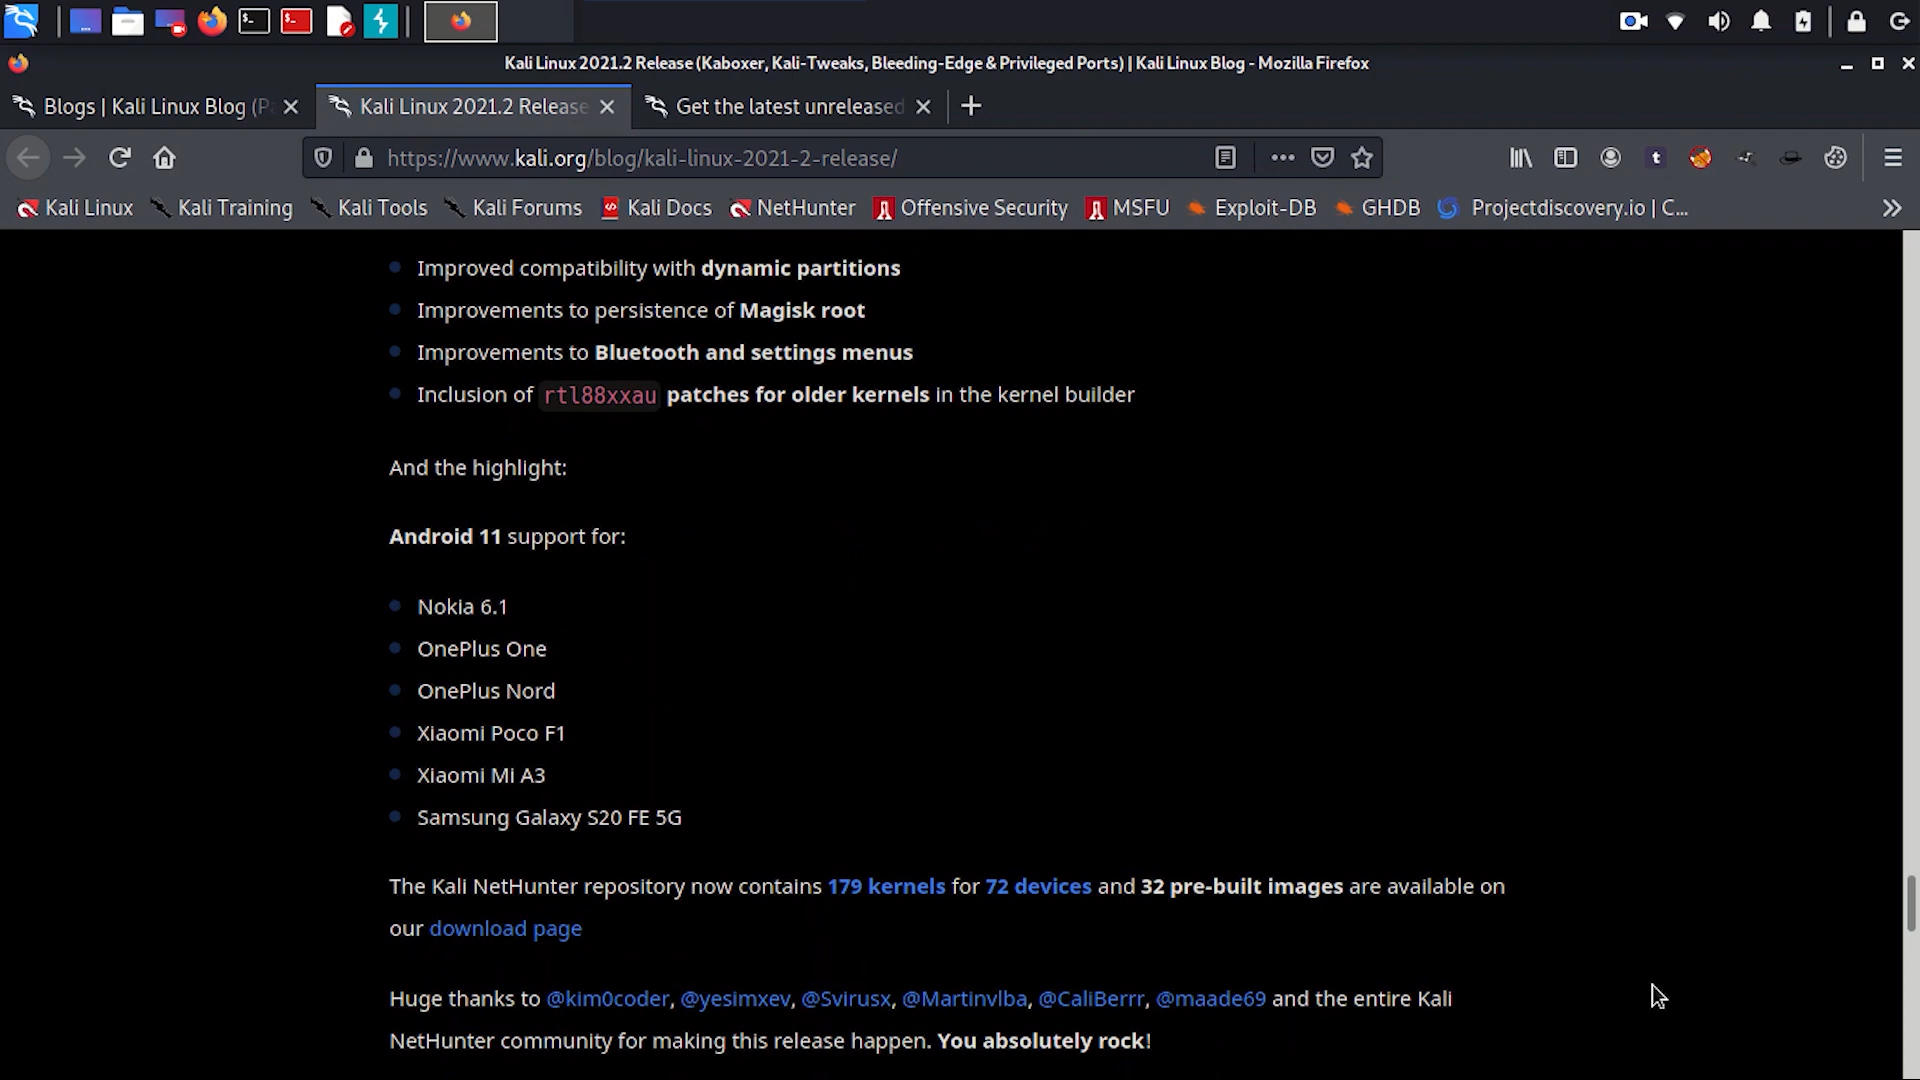 Kali Linux 2021.2 Release (Kaboxer, Kali-Tweaks, Bleeding-Edge & Privileged Ports) | Kali Linux Blog - Mozilla Firefox
Blogs | Kali Linux Blog (Pa
Kali Linux 2021.2 Release
Get the latest unreleased
https://www.kali.org/blog/kali-linux-2021-2-release/
t
Kali Linux
Kali Training
Kali Tools
Kali Forums
Kali Docs
NetHunter
Offensive Security
MSFU
Exploit-DB
GHDB
Projectdiscovery.io | C...
Improved compatibility with dynamic partitions
Improvements to persistence of Magisk root
Improvements to Bluetooth and settings menus
Inclusion of rtl88xxau patches for older kernels in the kernel builder
And the highlight:
Android 11 support for:
Nokia 6.1
OnePlus One
OnePlus Nord
Xiaomi Poco F1
Xiaomi Mi A3
Samsung Galaxy S20 FE 5G
The Kali NetHunter repository now contains 179 kernels for 72 devices and 32 pre-built images are available on
our download page
Huge thanks to @kim0coder, @yesimxev, @Svirusx, @Martinvlba, @CaliBerrr, @maade69 and the entire Kali
NetHunter community for making this release happen. You absolutely rock!